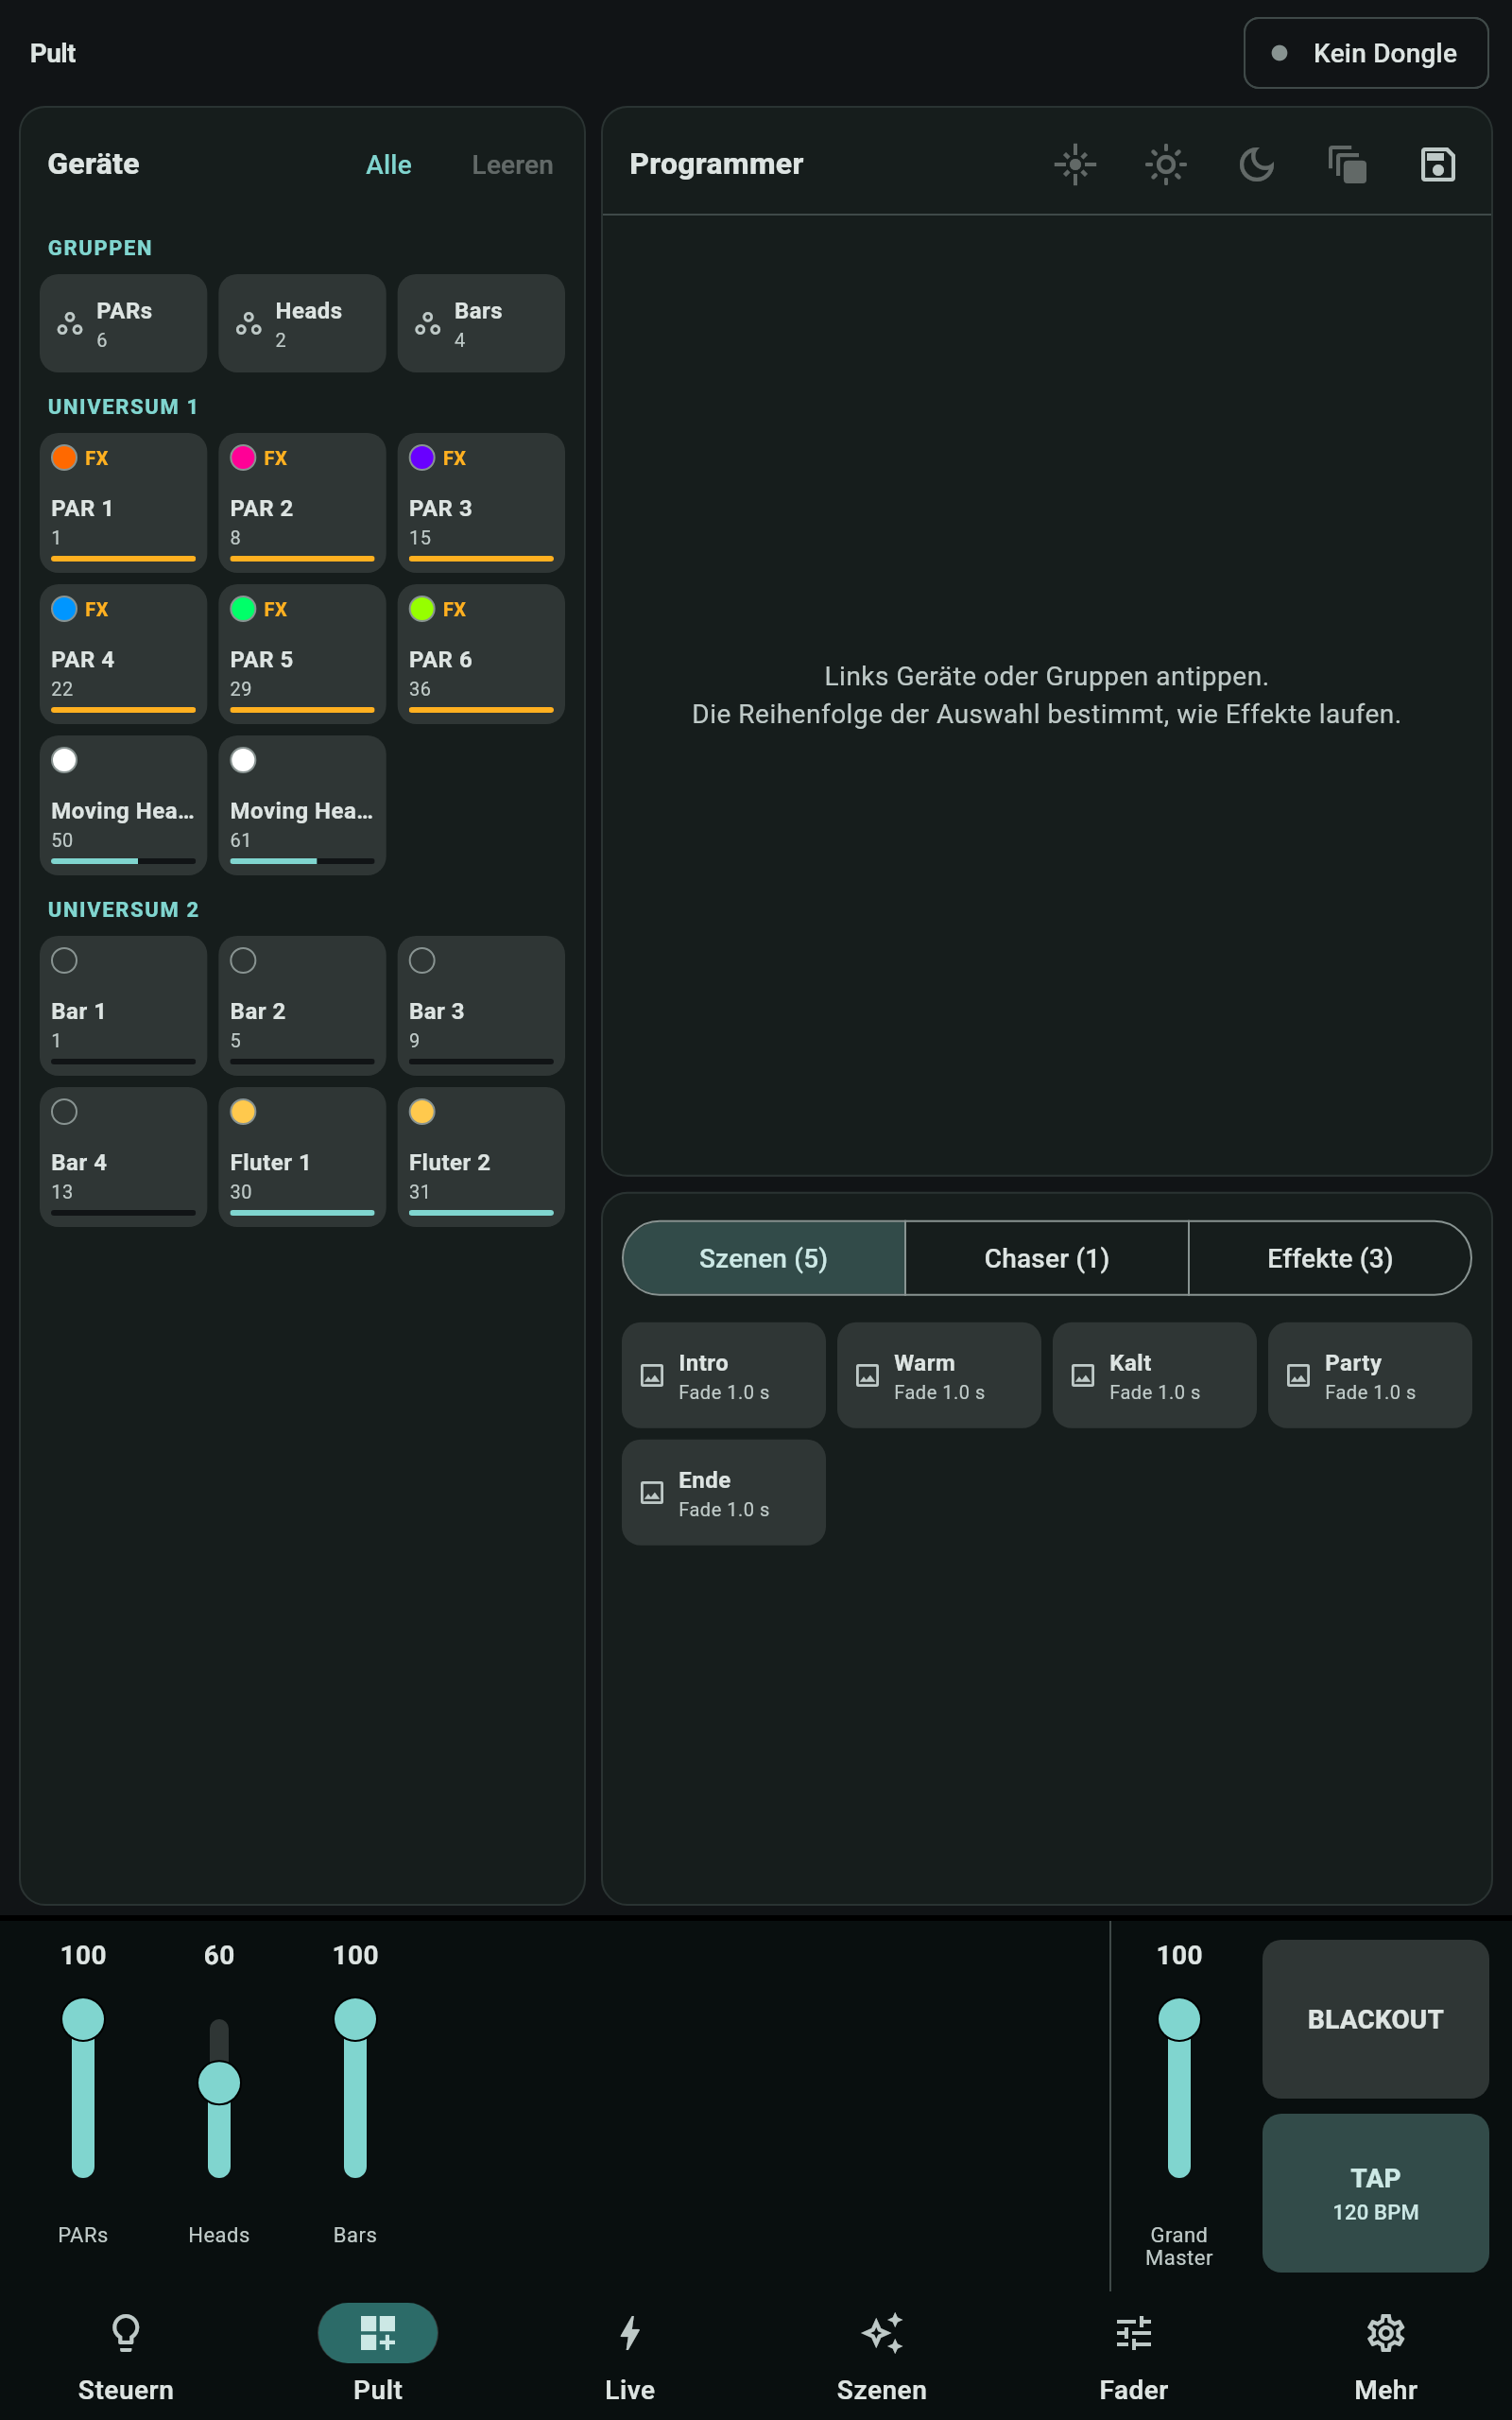 Pult
Kein Dongle
Geräte
Alle
Leeren
GRUPPEN
PARs
6
Heads
2
Bars
4
UNIVERSUM 1
FX
PAR 1
1
FX
PAR 2
8
FX
PAR 3
15
FX
PAR 4
22
FX
PAR 5
29
FX
PAR 6
36
Moving Hea...
50
Moving Hea...
61
UNIVERSUM 2
Bar 1
1
Bar 2
5
Bar 3
9
Bar 4
13
Fluter 1
30
Fluter 2
31
Programmer
Links Geräte oder Gruppen antippen.
Die Reihenfolge der Auswahl bestimmt, wie Effekte laufen.
Szenen (5)
Chaser (1)
Effekte (3)
Intro
Fade 1.0 s
Warm
Fade 1.0 s
Kalt
Fade 1.0 s
Party
Fade 1.0 s
Ende
Fade 1.0 s
100
PARs
60
Heads
100
Bars
100
Grand
Master
BLACKOUT
TAP
120 BPM
Steuern
Pult
Live
Szenen
Fader
Mehr